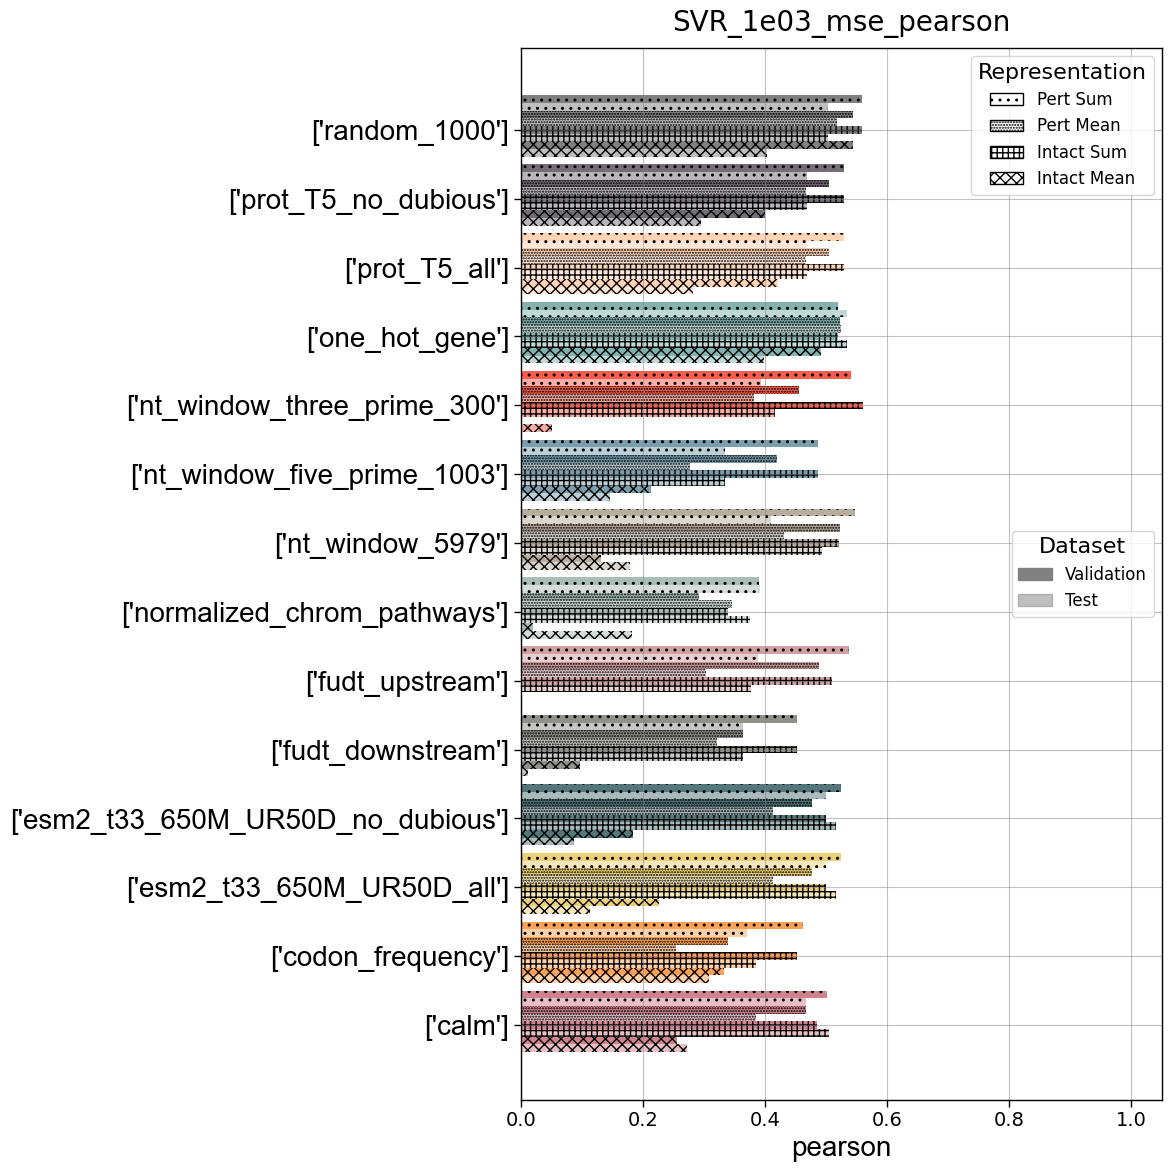 SVR_1e03_mse_pearson
Representation
Pert Sum
Pert Mean
Intact Sum
Intact Mean
['random_1000']
['prot_T5_no_dubious']
['prot_T5_all']
['one_hot_gene']
['nt_window_three_prime_300']
['nt_window_five_prime_1003']
['nt_window_5979']
Dataset
Validation
Test
['normalized_chrom_pathways']
['fudt_upstream']
['fudt_downstream']
['esm2_t33_650M_UR50D_no_dubious']
['esm2_t33_650M_UR50D_all']
['codon_frequency']
['calm']
0.0 0.2 0.4 0.6 0.8 1.0
pearson